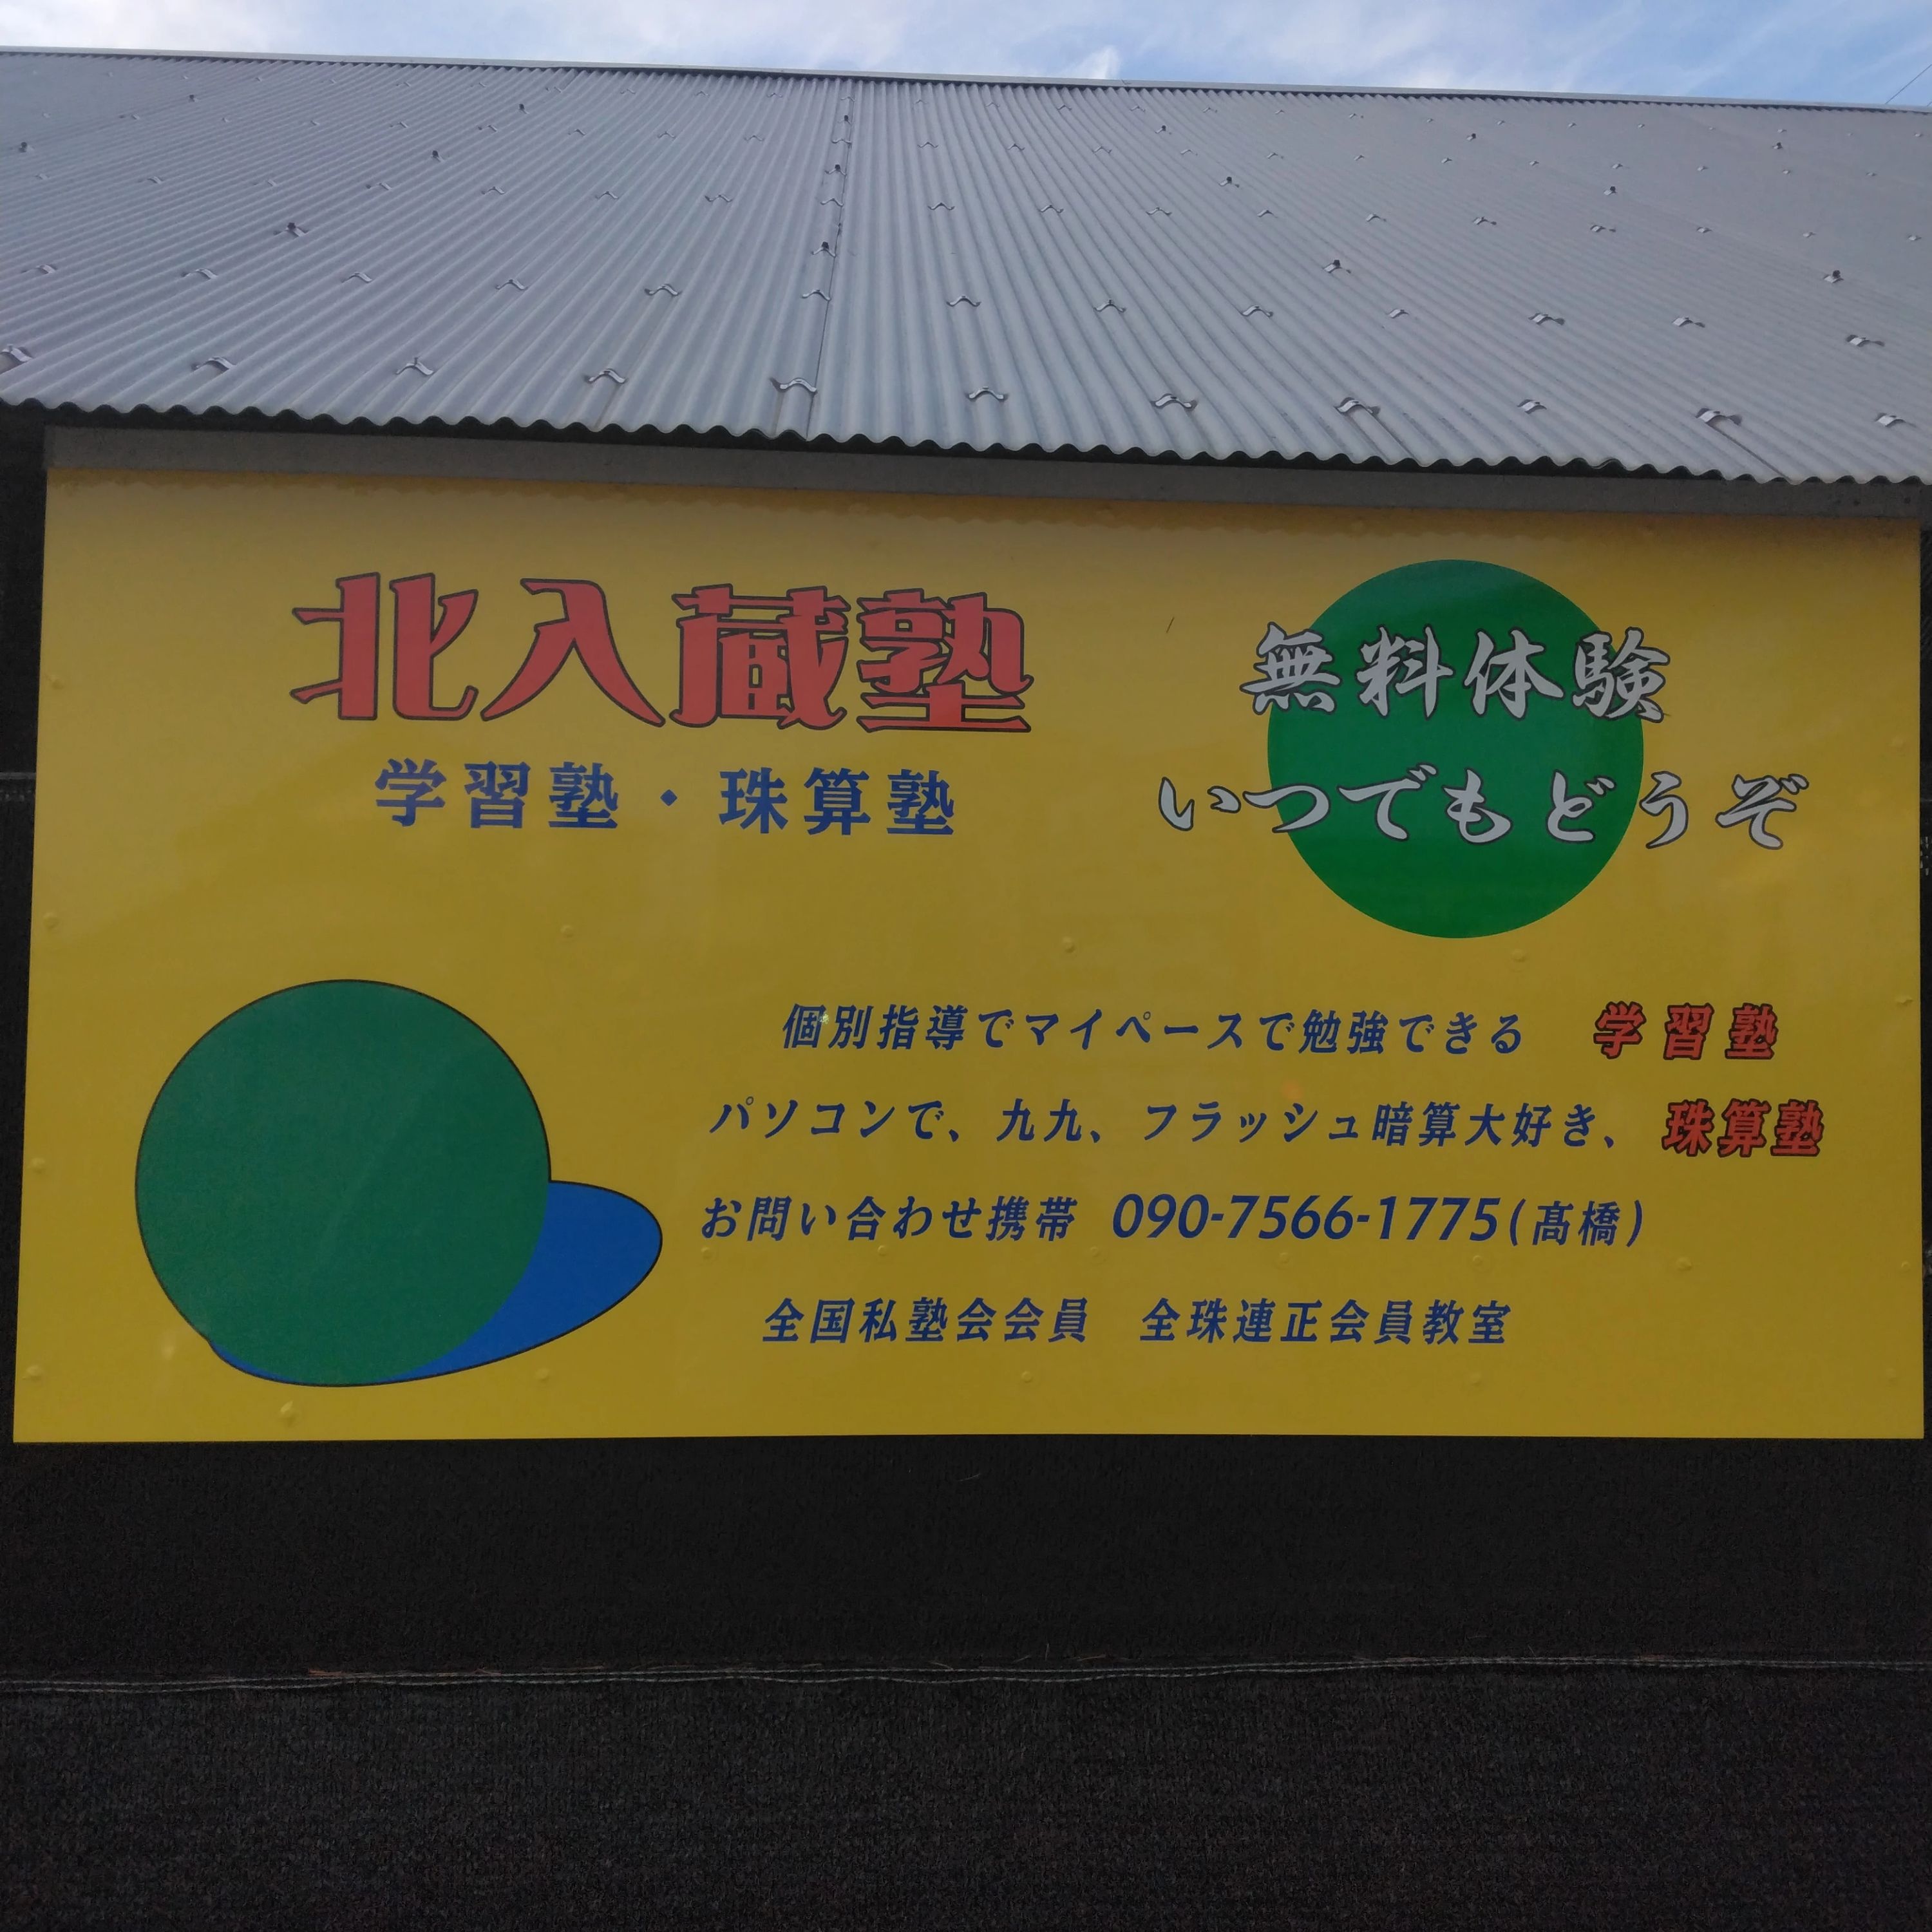 北入蔵塾
学習塾・珠算塾
無料体験
いつでもどうぞ
個別指導でマイペースで勉強できる 学習塾
パソコンで、九九、フラッシュ暗算大好き、 珠算塾
お問い合わせ携帯 090-7566-1775(髙橋)
全国私塾会会員 全珠連正会員教室